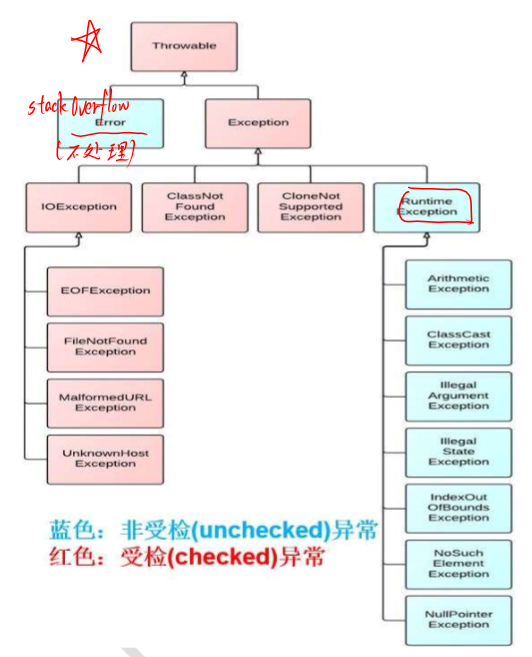 Throwable
stack Overflow
Error
(不处理)
Exception
IOException
ClassNot
Found
Exception
CloneNot
Supported
Exception
Runtime
Exception
EOFException
FileNotFound
Exception
MalformedURL
Exception
UnknownHost
Exception
Arithmetic
Exception
ClassCast
Exception
Illegal
Argument
Exception
Illegal
State
Exception
IndexOut
OfBounds
Exception
NoSuch
Element
Exception
NullPointer
Exception
蓝色：非受检(unchecked)异常
红色：受检(checked)异常